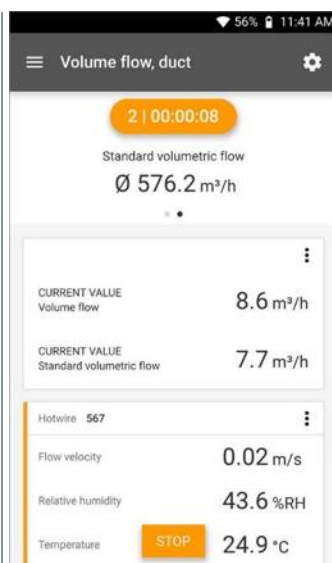 56% 11:41 AM
Volume flow, duct
2 | 00:00:08
Standard volumetric flow
Ø 576.2 m³/h
CURRENT VALUE
Volume flow
8.6 m³/h
CURRENT VALUE
Standard volumetric flow
7.7 m³/h
Hotwire 567
Flow velocity 0.02 m/s
Relative humidity 43.6 %RH
Temperature STOP 24.9 °C